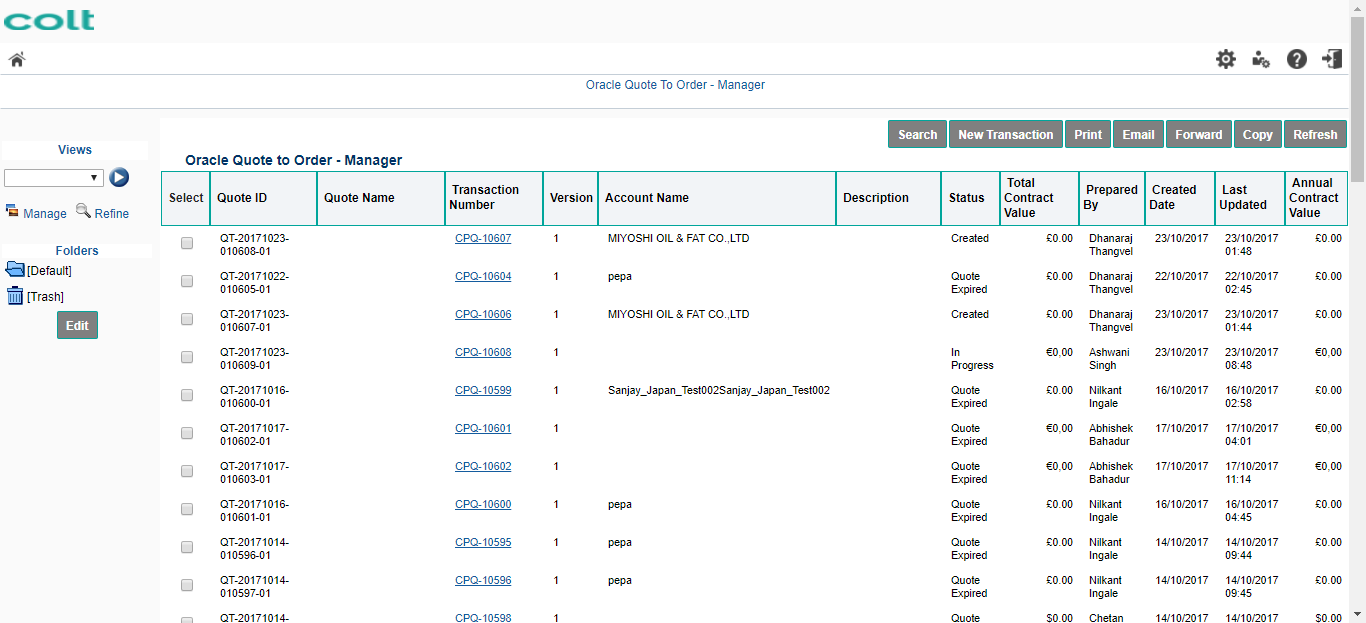 colt
Oracle Quote To Order - Manager
Views
Manage Refine
Folders
[Default]
[Trash]
Edit
Search New Transaction Print Email Forward Copy Refresh
Oracle Quote to Order - Manager
Select Quote ID Quote Name Transaction Number Version Account Name Description Status Total Contract Value Prepared By Created Date Last Updated Annual Contract Value
QT-20171023-010608-01 CPQ-10607 1 MIYOSHI OIL & FAT CO.,LTD Created £0.00 Dhanaraj Thangvel 23/10/2017 23/10/2017 01:48 £0.00
QT-20171022-010605-01 CPQ-10604 1 pepa Quote Expired £0.00 Dhanaraj Thangvel 22/10/2017 22/10/2017 02:45 £0.00
QT-20171023-010607-01 CPQ-10606 1 MIYOSHI OIL & FAT CO.,LTD Created £0.00 Dhanaraj Thangvel 23/10/2017 23/10/2017 01:44 £0.00
QT-20171023-010609-01 CPQ-10608 1 In Progress €0,00 Ashwani Singh 23/10/2017 23/10/2017 08:48 €0,00
QT-20171016-010600-01 CPQ-10599 1 Sanjay_Japan_Test002Sanjay_Japan_Test002 Quote Expired £0.00 Nilkant Ingale 16/10/2017 16/10/2017 02:58 £0.00
QT-20171017-010602-01 CPQ-10601 1 Quote Expired €0,00 Abhishek Bahadur 17/10/2017 17/10/2017 04:01 €0,00
QT-20171017-010603-01 CPQ-10602 1 Quote Expired €0,00 Abhishek Bahadur 17/10/2017 17/10/2017 11:14 €0,00
QT-20171016-010601-01 CPQ-10600 1 pepa Quote Expired £0.00 Nilkant Ingale 16/10/2017 16/10/2017 04:45 £0.00
QT-20171014-010596-01 CPQ-10595 1 pepa Quote Expired £0.00 Nilkant Ingale 14/10/2017 14/10/2017 09:44 £0.00
QT-20171014-010597-01 CPQ-10596 1 pepa Quote Expired £0.00 Nilkant Ingale 14/10/2017 14/10/2017 09:45 £0.00
QT-20171014- CPQ-10598 1 Quote $0.00 Chetan 14/10/2017 14/10/2017 $0.00